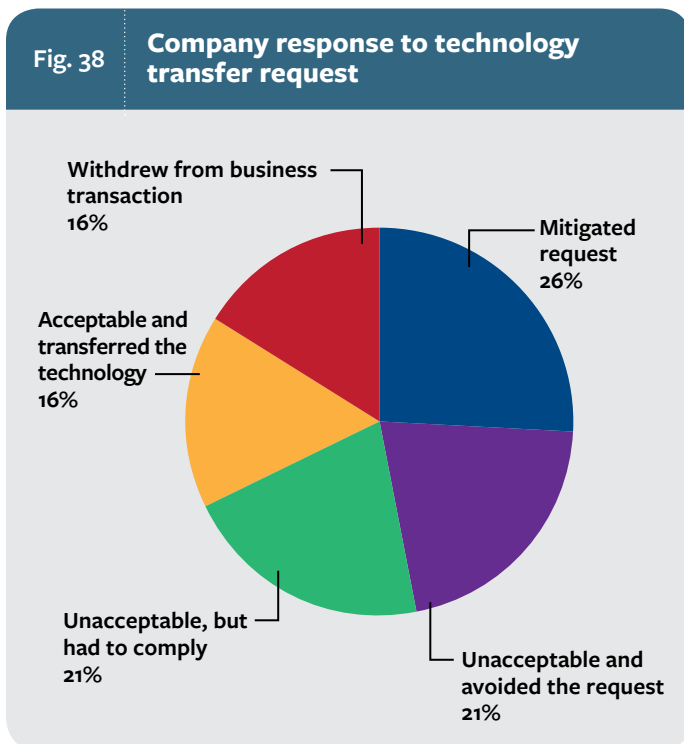 Fig. 38
Company response to technology
transfer request
Withdrew from business
transaction
16%
Mitigated
request
26%
Acceptable and
transferred the
technology
16%
Unacceptable, but
had to comply
21%
Unacceptable and
avoided the request
21%